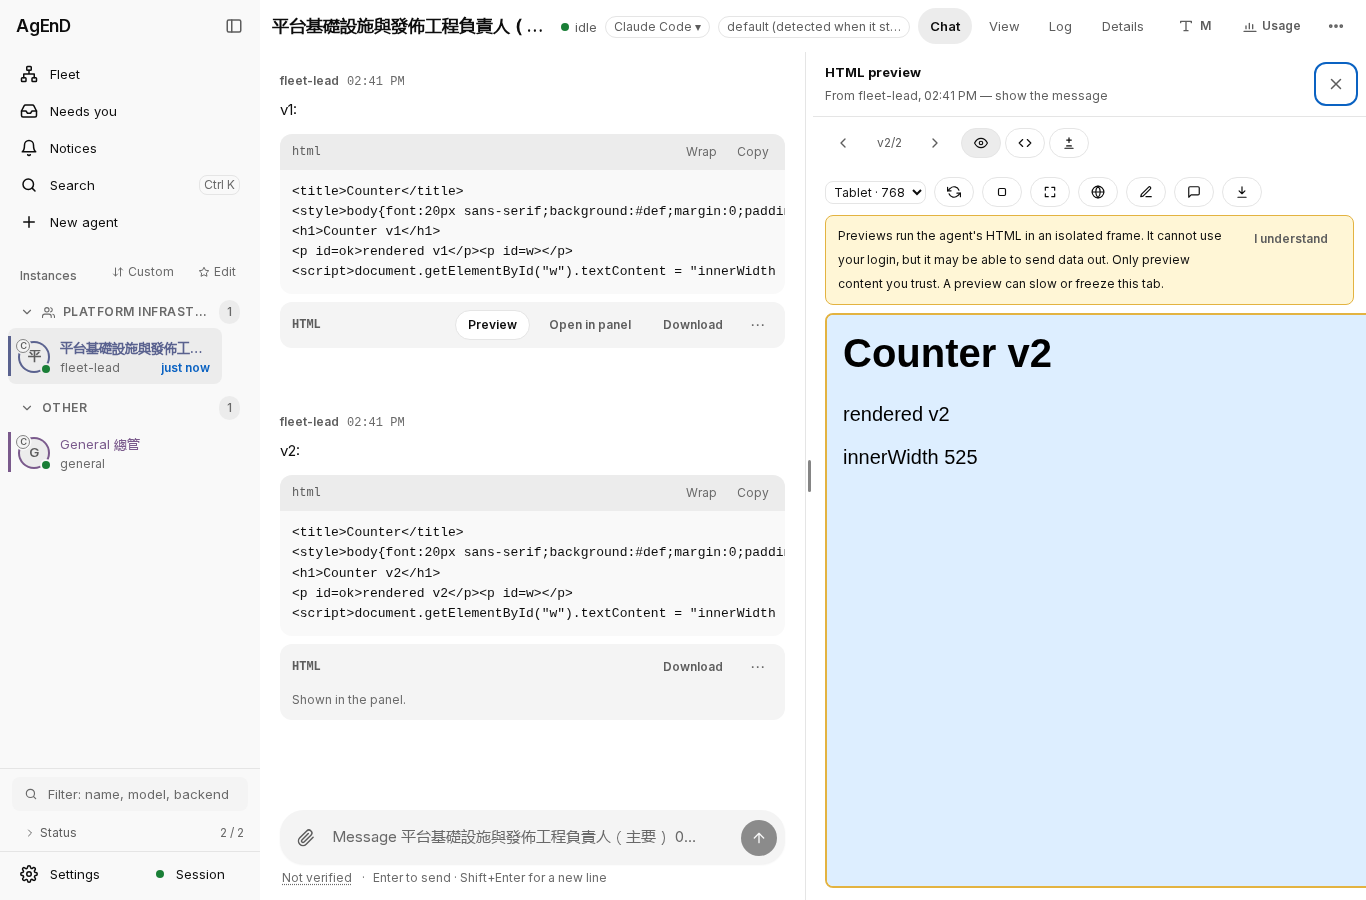 AgEnD
Fleet
Needs you
Notices
Search
Ctrl K
New agent
Instances
Custom
Edit
PLATFORM INFRAST…
1
C
平
平台基礎設施與發佈工…
fleet-lead
just now
OTHER
1
C
G
General 總管
general
Filter: name, model, backend
Status
2 / 2
Settings
Session
平台基礎設施與發佈工程負責人 ( …
idle
Claude Code ▾
default (detected when it st…
Chat
View
Log
Details
M
Usage
fleet-lead 02:41 PM
v1:
html
Wrap
Copy
<title>Counter</title>
<style>body{font:20px sans-serif;background:#def;margin:0;paddin
<h1>Counter v1</h1>
<p id=ok>rendered v1</p><p id=w></p>
<script>document.getElementById("w").textContent = "innerWidth
HTML
Preview
Open in panel
Download
fleet-lead 02:41 PM
v2:
html
Wrap
Copy
<title>Counter</title>
<style>body{font:20px sans-serif;background:#def;margin:0;paddin
<h1>Counter v2</h1>
<p id=ok>rendered v2</p><p id=w></p>
<script>document.getElementById("w").textContent = "innerWidth
HTML
Download
Shown in the panel.
Message 平台基礎設施與發佈工程負責人（主要） 0…
Not verified · Enter to send · Shift+Enter for a new line
HTML preview
From fleet-lead, 02:41 PM — show the message
v2/2
Tablet · 768
Previews run the agent's HTML in an isolated frame. It cannot use
your login, but it may be able to send data out. Only preview
content you trust. A preview can slow or freeze this tab.
I understand
Counter v2
rendered v2
innerWidth 525